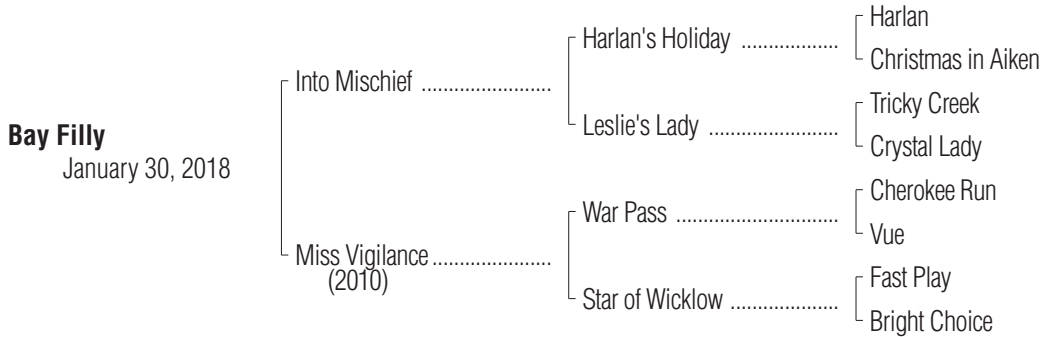 Harlan
Harlan's Holiday ..................
Christmas in Aiken
Into Mischief ........................
Tricky Creek
Leslie's Lady ........................
Crystal Lady
Bay Filly
January 30, 2018
Cherokee Run
War Pass ..............................
Vue
Miss Vigilance ......................
(2010)
Fast Play
Star of Wicklow ....................
Bright Choice